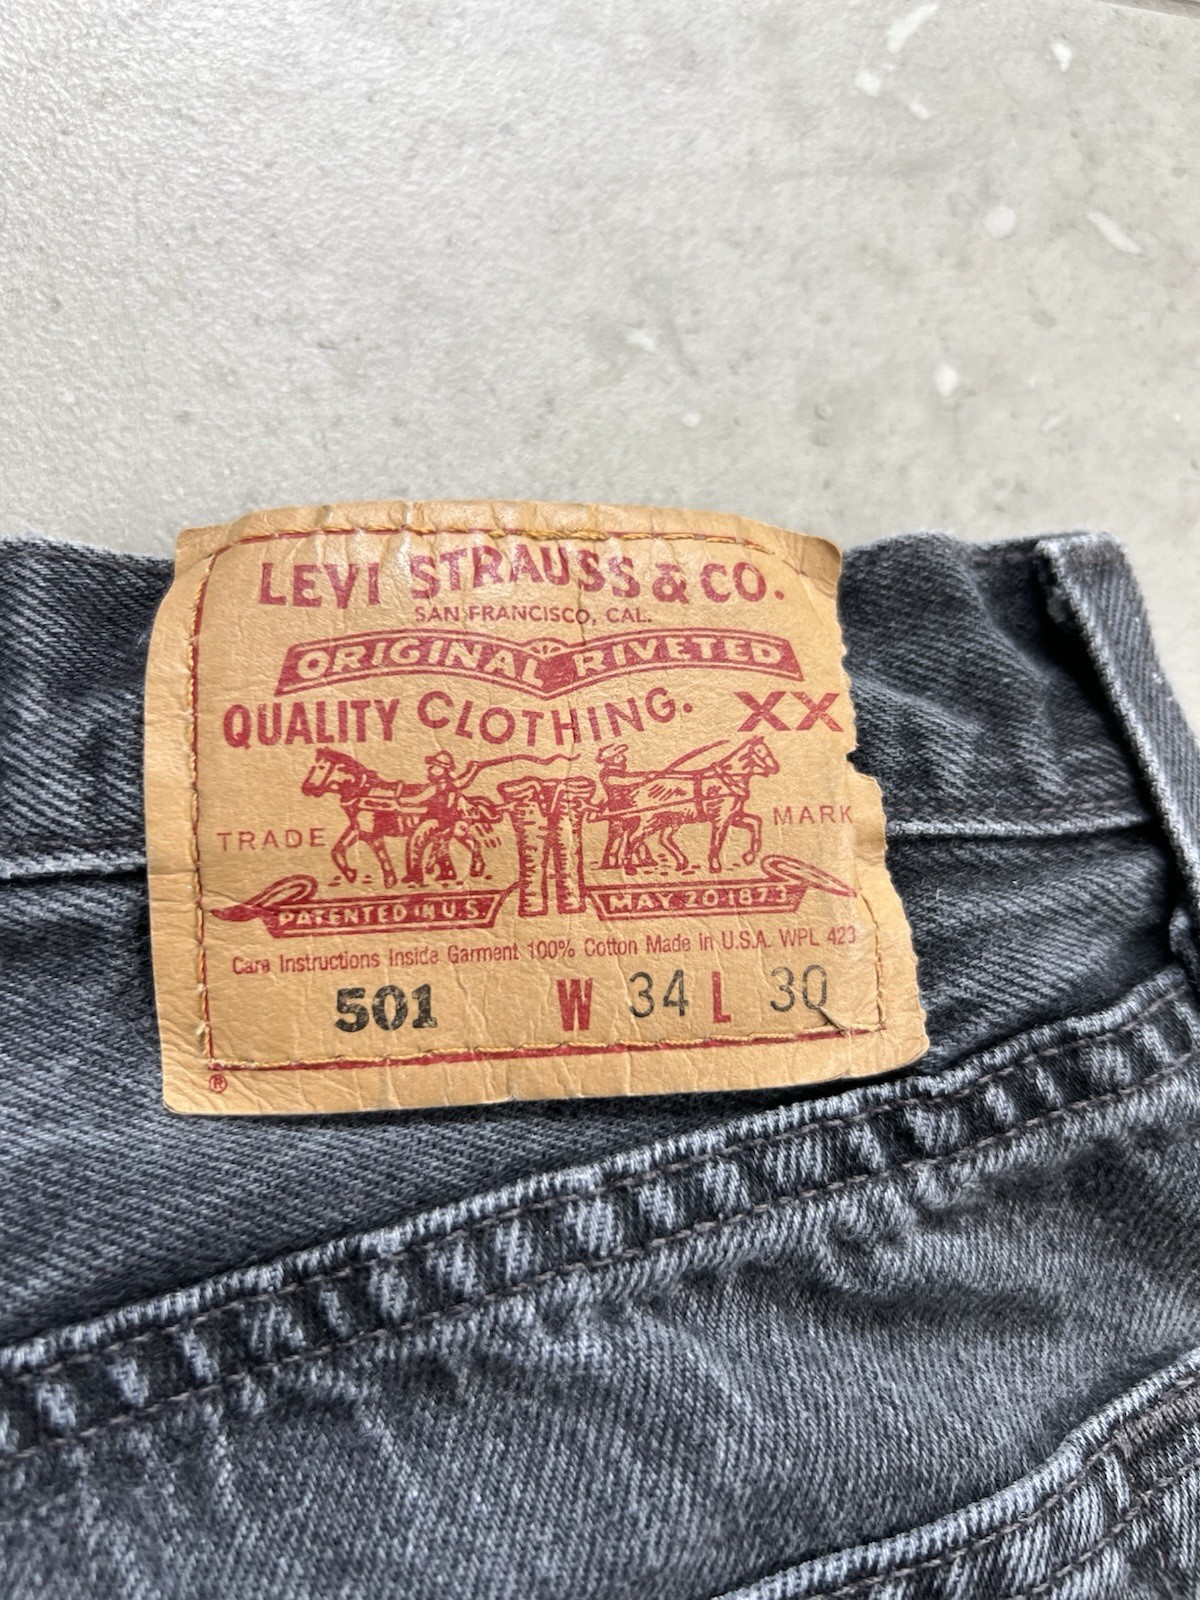 LEVI STRAUSS & CO.
SAN FRANCISCO, CAL.
ORIGINAL RIVETED
QUALITY CLOTHING. XX
TRADE MARK
PATENTED IN U.S. MAY 20 1873
Care Instructions Inside Garment 100% Cotton Made in U.S.A. WPL 423
501 W 34 L 30
®